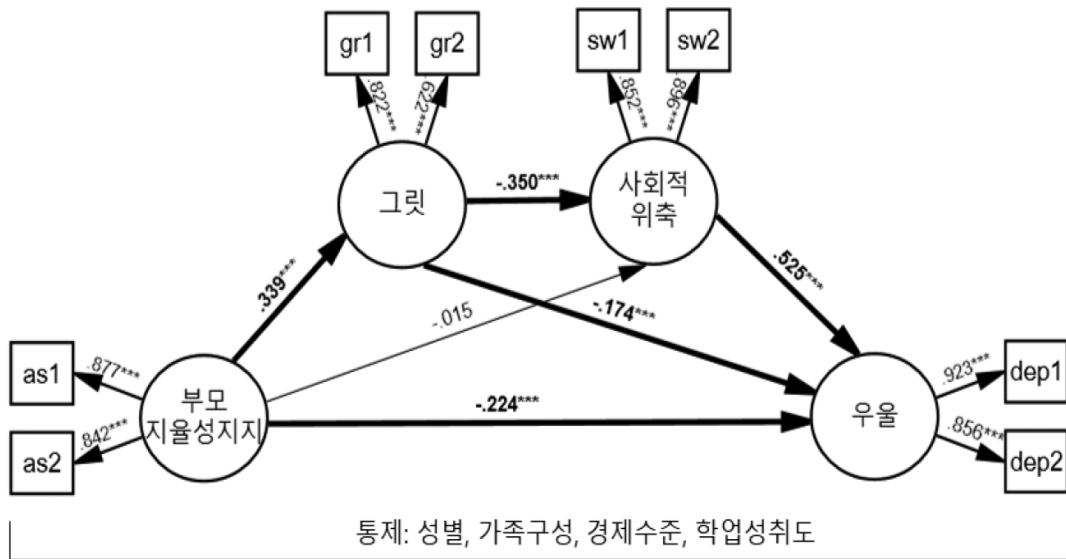 gr1
gr2
sw1
sw2
.822***
.622***
.852***
.896***
그릿
-.350***
사회적
위축
.339***
-.015
-.174***
.525***
as1
.877***
부모
지율성지지
-.224***
우울
.923***
dep1
as2
.842***
.856***
dep2
통제: 성별, 가족구성, 경제수준, 학업성취도